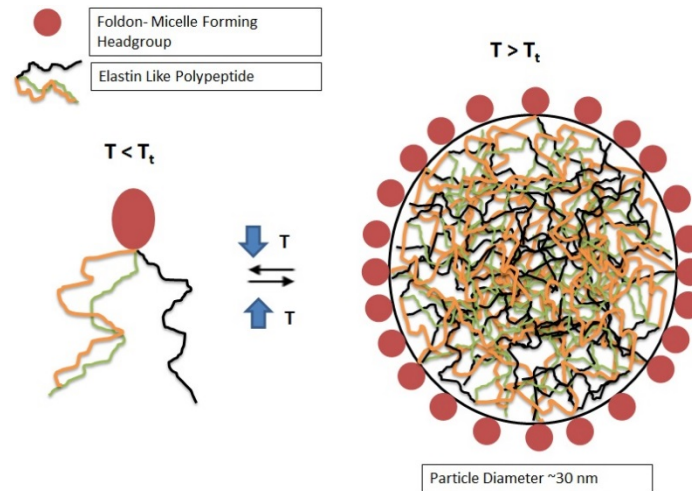 Foldon- Micelle Forming
Headgroup
Elastin Like Polypeptide
T > Tt
T < Tt
T
T
Particle Diameter ~30 nm